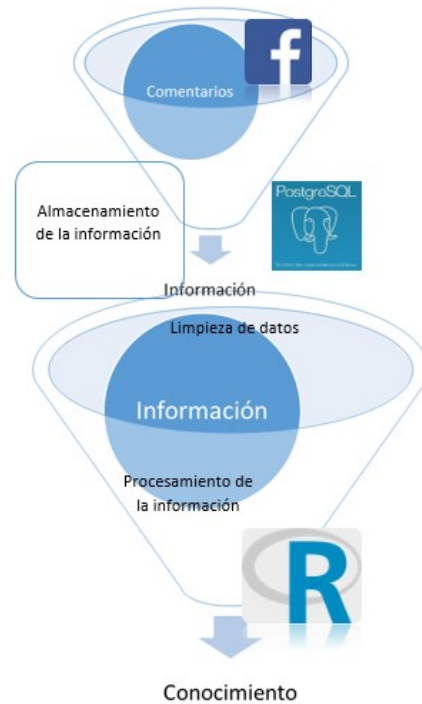 Comentarios
Almacenamiento
de la información
PostgreSQL
Información
Limpieza de datos
Información
Procesamiento de
la información
R
Conocimiento